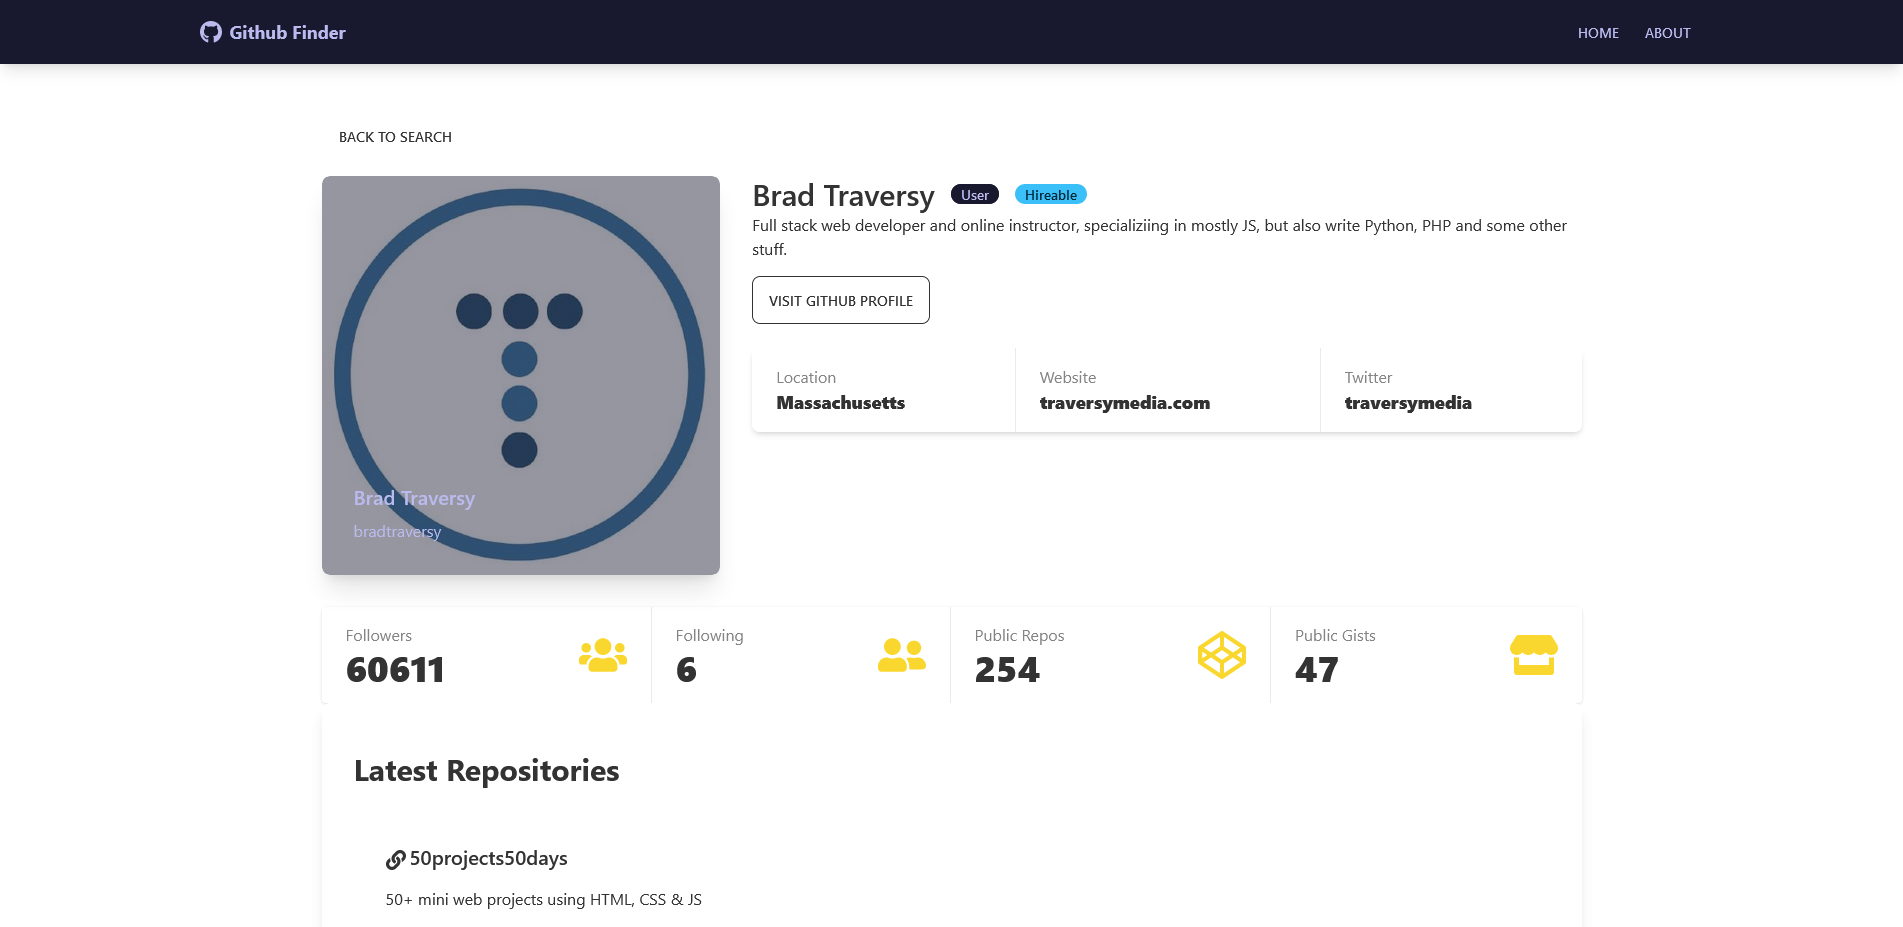 Github Finder
HOME
ABOUT
BACK TO SEARCH
Brad Traversy
bradtraversy
Brad Traversy
User
Hireable
Full stack web developer and online instructor, specializiing in mostly JS, but also write Python, PHP and some other
stuff.
VISIT GITHUB PROFILE
Location
Massachusetts
Website
traversymedia.com
Twitter
traversymedia
Followers
60611
Following
6
Public Repos
254
Public Gists
47
Latest Repositories
50projects50days
50+ mini web projects using HTML, CSS & JS